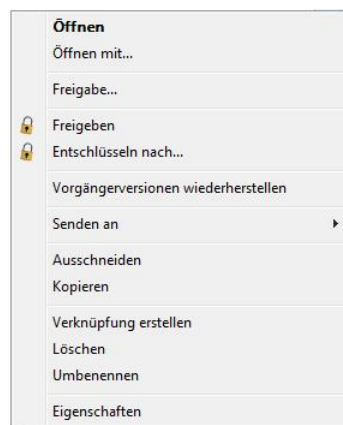 Öffnen
Öffnen mit...
Freigabe...
Freigeben
Entschlüsseln nach...
Vorgängerversionen wiederherstellen
Senden an
Ausschneiden
Kopieren
Verknüpfung erstellen
Löschen
Umbenennen
Eigenschaften